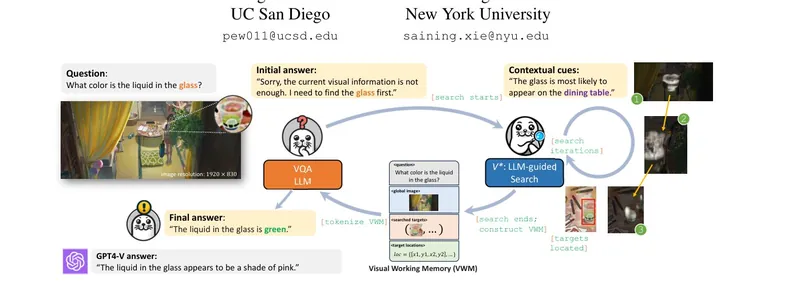 UC San Diego
New York University
pew011@ucsd.edu
saining.xie@nyu.edu
Question:
What color is the liquid in the glass?
image resolution: 1920 × 830
Initial answer:
"Sorry, the current visual information is not
enough. I need to find the glass first."
[search starts]
Contextual cues:
"The glass is most likely to
appear on the dining table."
1
2
3
[search
iterations]
VQA
LLM
V*: LLM-guided
Search
<question>
What color is the liquid
in the glass?
<global image>
<searched targets>
{ , ...}
<target locations>
loc = {[x1, y1, x2, y2], ...}
Visual Working Memory (VWM)
[search ends;
construct VWM]
[targets
located]
[tokenize VWM]
Final answer:
"The liquid in the glass is green."
GPT4-V answer:
"The liquid in the glass appears to be a shade of pink."